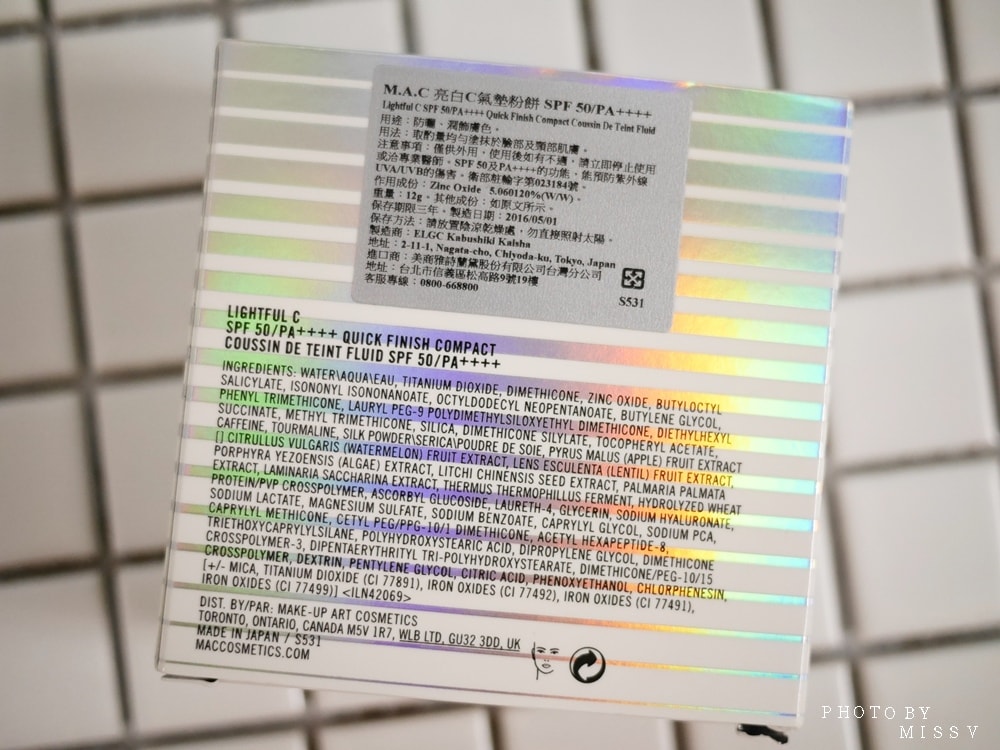 M.A.C 亮白C氣墊粉餅 SPF 50/PA++++
Lightful C SPF 50/PA++++ Quick Finish Compact Coussin De Teint Fluid
用途：防曬、潤飾膚色。
用法：取酌量均勻塗抹於臉部及頸部肌膚。
注意事項：僅供外用，使用後如有不適，請立即停止使用
或洽專業醫師。SPF 50及PA++++的功能，能預防紫外線
UVA/UVB的傷害。衛部粧輸字第023184號。
作用成份：Zinc Oxide 5.060120%(W/W)。
重量：12g。其他成份：如原文所示。
保存期限三年。製造日期：2016/05/01
保存方法：請放置陰涼乾燥處，勿直接照射太陽。
製造商：ELGC Kabushiki Kaisha
地址：2-11-1, Nagata-cho, Chiyoda-ku, Tokyo, Japan
進口商：美商雅詩蘭黛股份有限公司台灣分公司
地址：台北市信義區松高路9號19樓
客服專線：0800-668800
S531
LIGHTFUL C
SPF 50/PA++++ QUICK FINISH COMPACT
COUSSIN DE TEINT FLUID SPF 50/PA++++
INGREDIENTS: WATER\AQUA\EAU, TITANIUM DIOXIDE, DIMETHICONE, ZINC OXIDE, BUTYLOCTYL
SALICYLATE, ISONONYL ISONONANOATE, OCTYLDODECYL NEOPENTANOATE, BUTYLENE GLYCOL,
PHENYL TRIMETHICONE, LAURYL PEG-9 POLYDIMETHYLSILOXYETHYL DIMETHICONE, DIETHYLHEXYL
SUCCINATE, METHYL TRIMETHICONE, SILICA, DIMETHICONE SILYLATE, TOCOPHERYL ACETATE,
CAFFEINE, TOURMALINE, SILK POWDER\SERICA\POUDRE DE SOIE, PYRUS MALUS (APPLE) FRUIT EXTRACT
[] CITRULLUS VULGARIS (WATERMELON) FRUIT EXTRACT, LENS ESCULENTA (LENTIL) FRUIT EXTRACT,
PORPHYRA YEZOENSIS (ALGAE) EXTRACT, LITCHI CHINENSIS SEED EXTRACT, PALMARIA PALMATA
EXTRACT, LAMINARIA SACCHARINA EXTRACT, THERMUS THERMOPHILLUS FERMENT, HYDROLYZED WHEAT
PROTEIN/PVP CROSSPOLYMER, ASCORBYL GLUCOSIDE, LAURETH-4, GLYCERIN, SODIUM HYALURONATE,
SODIUM LACTATE, MAGNESIUM SULFATE, SODIUM BENZOATE, CAPRYLYL GLYCOL, SODIUM PCA,
CAPRYLYL METHICONE, CETYL PEG/PPG-10/1 DIMETHICONE, ACETYL HEXAPEPTIDE-8,
TRIETHOXYCAPRYLYLSILANE, POLYHYDROXYSTEARIC ACID, DIPROPYLENE GLYCOL, DIMETHICONE
CROSSPOLYMER-3, DIPENTAERYTHRITYL TRI-POLYHYDROXYSTEARATE, DIMETHICONE/PEG-10/15
CROSSPOLYMER, DEXTRIN, PENTYLENE GLYCOL, CITRIC ACID, PHENOXYETHANOL, CHLORPHENESIN,
[+/- MICA, TITANIUM DIOXIDE (CI 77891), IRON OXIDES (CI 77492), IRON OXIDES (CI 77491),
IRON OXIDES (CI 77499)] <ILN42069>
DIST. BY/PAR: MAKE-UP ART COSMETICS
TORONTO, ONTARIO, CANADA M5V 1R7, WLB LTD, GU32 3DD, UK
MADE IN JAPAN / S531
MACCOSMETICS.COM
PHOTO BY
MISS V